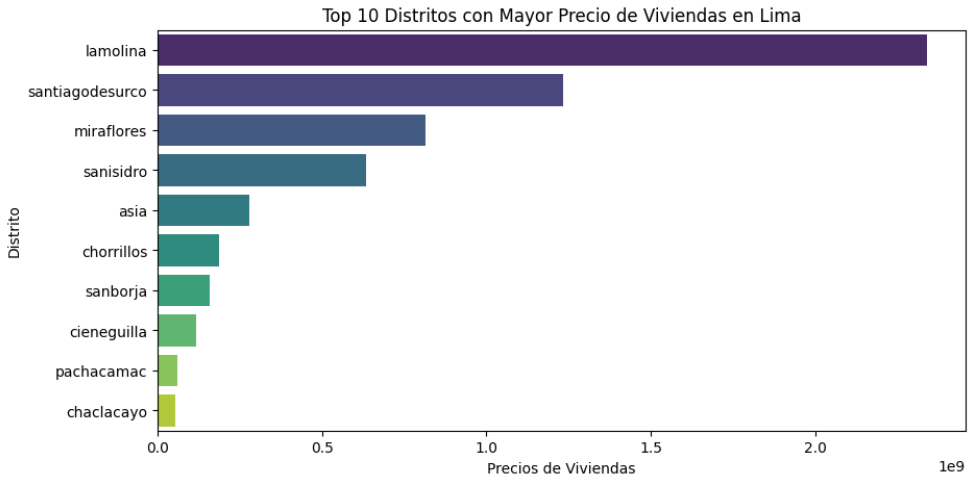 Top 10 Distritos con Mayor Precio de Viviendas en Lima
Distrito
lamolina
santiagodesurco
miraflores
sanisidro
asia
chorrillos
sanborja
cieneguilla
pachacamac
chaclacayo
0.0 0.5 1.0 1.5 2.0
1e9
Precios de Viviendas